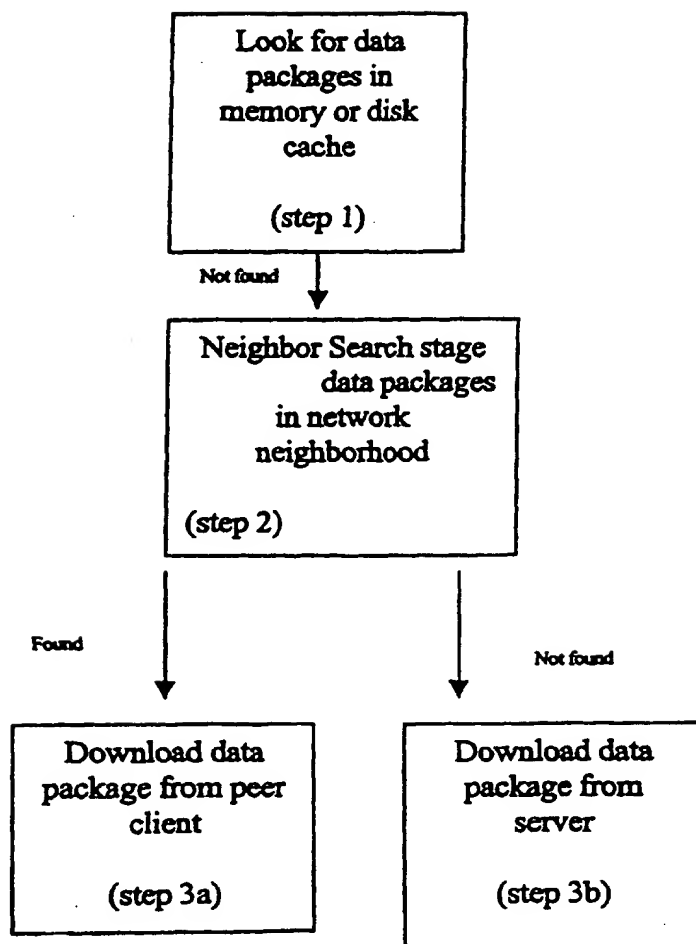 Look for data
packages in
memory or disk
cache
(step 1)
Not found
Neighbor Search stage
data packages
in network
neighborhood
(step 2)
Found
Not found
Download data
package from peer
client
(step 3a)
Download data
package from
server
(step 3b)